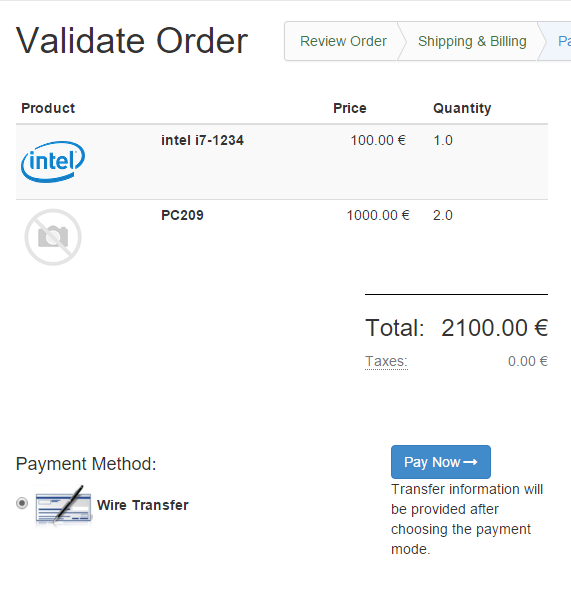 Validate Order
Review Order Shipping & Billing
Product Price Quantity
intel intel i7-1234 100.00 € 1.0
PC209 1000.00 € 2.0
Total: 2100.00 €
Taxes: 0.00 €
Payment Method:
Pay Now
Wire Transfer
Transfer information will
be provided after
choosing the payment
mode.